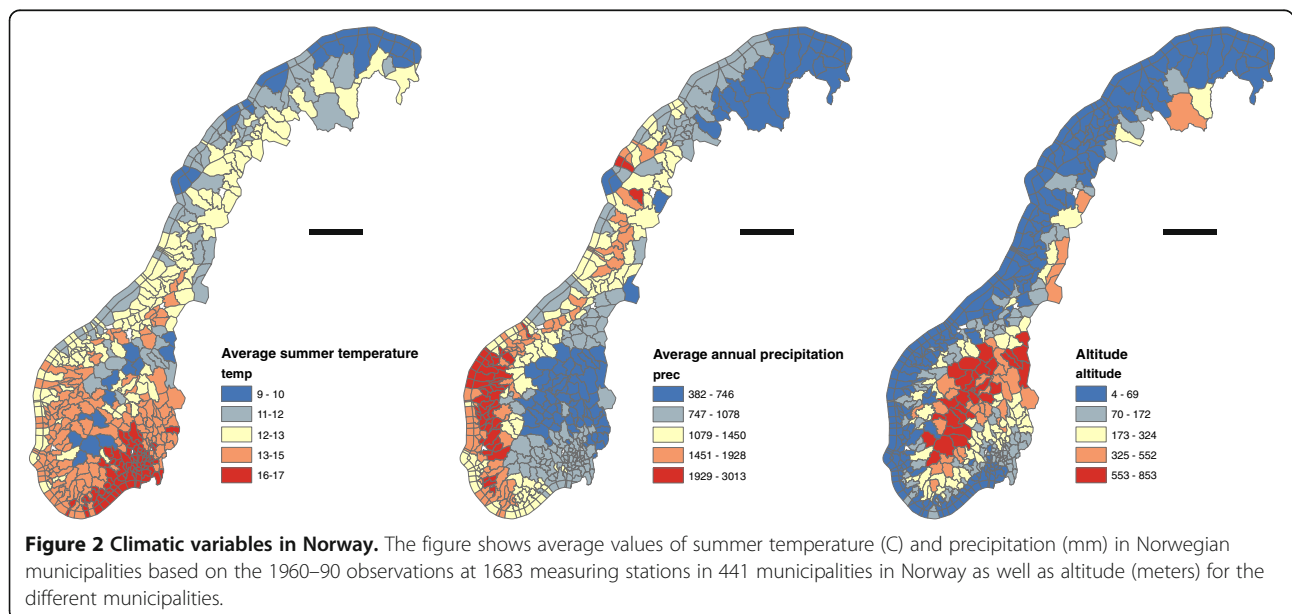 Average summer temperature
temp
9 - 10
11-12
12-13
13-15
16-17
Average annual precipitation
prec
382 - 746
747 - 1078
1079 - 1450
1451 - 1928
1929 - 3013
Altitude
altitude
4 - 69
70 - 172
173 - 324
325 - 552
553 - 853
Figure 2 Climatic variables in Norway. The figure shows average values of summer temperature (C) and precipitation (mm) in Norwegian
municipalities based on the 1960–90 observations at 1683 measuring stations in 441 municipalities in Norway as well as altitude (meters) for the
different municipalities.